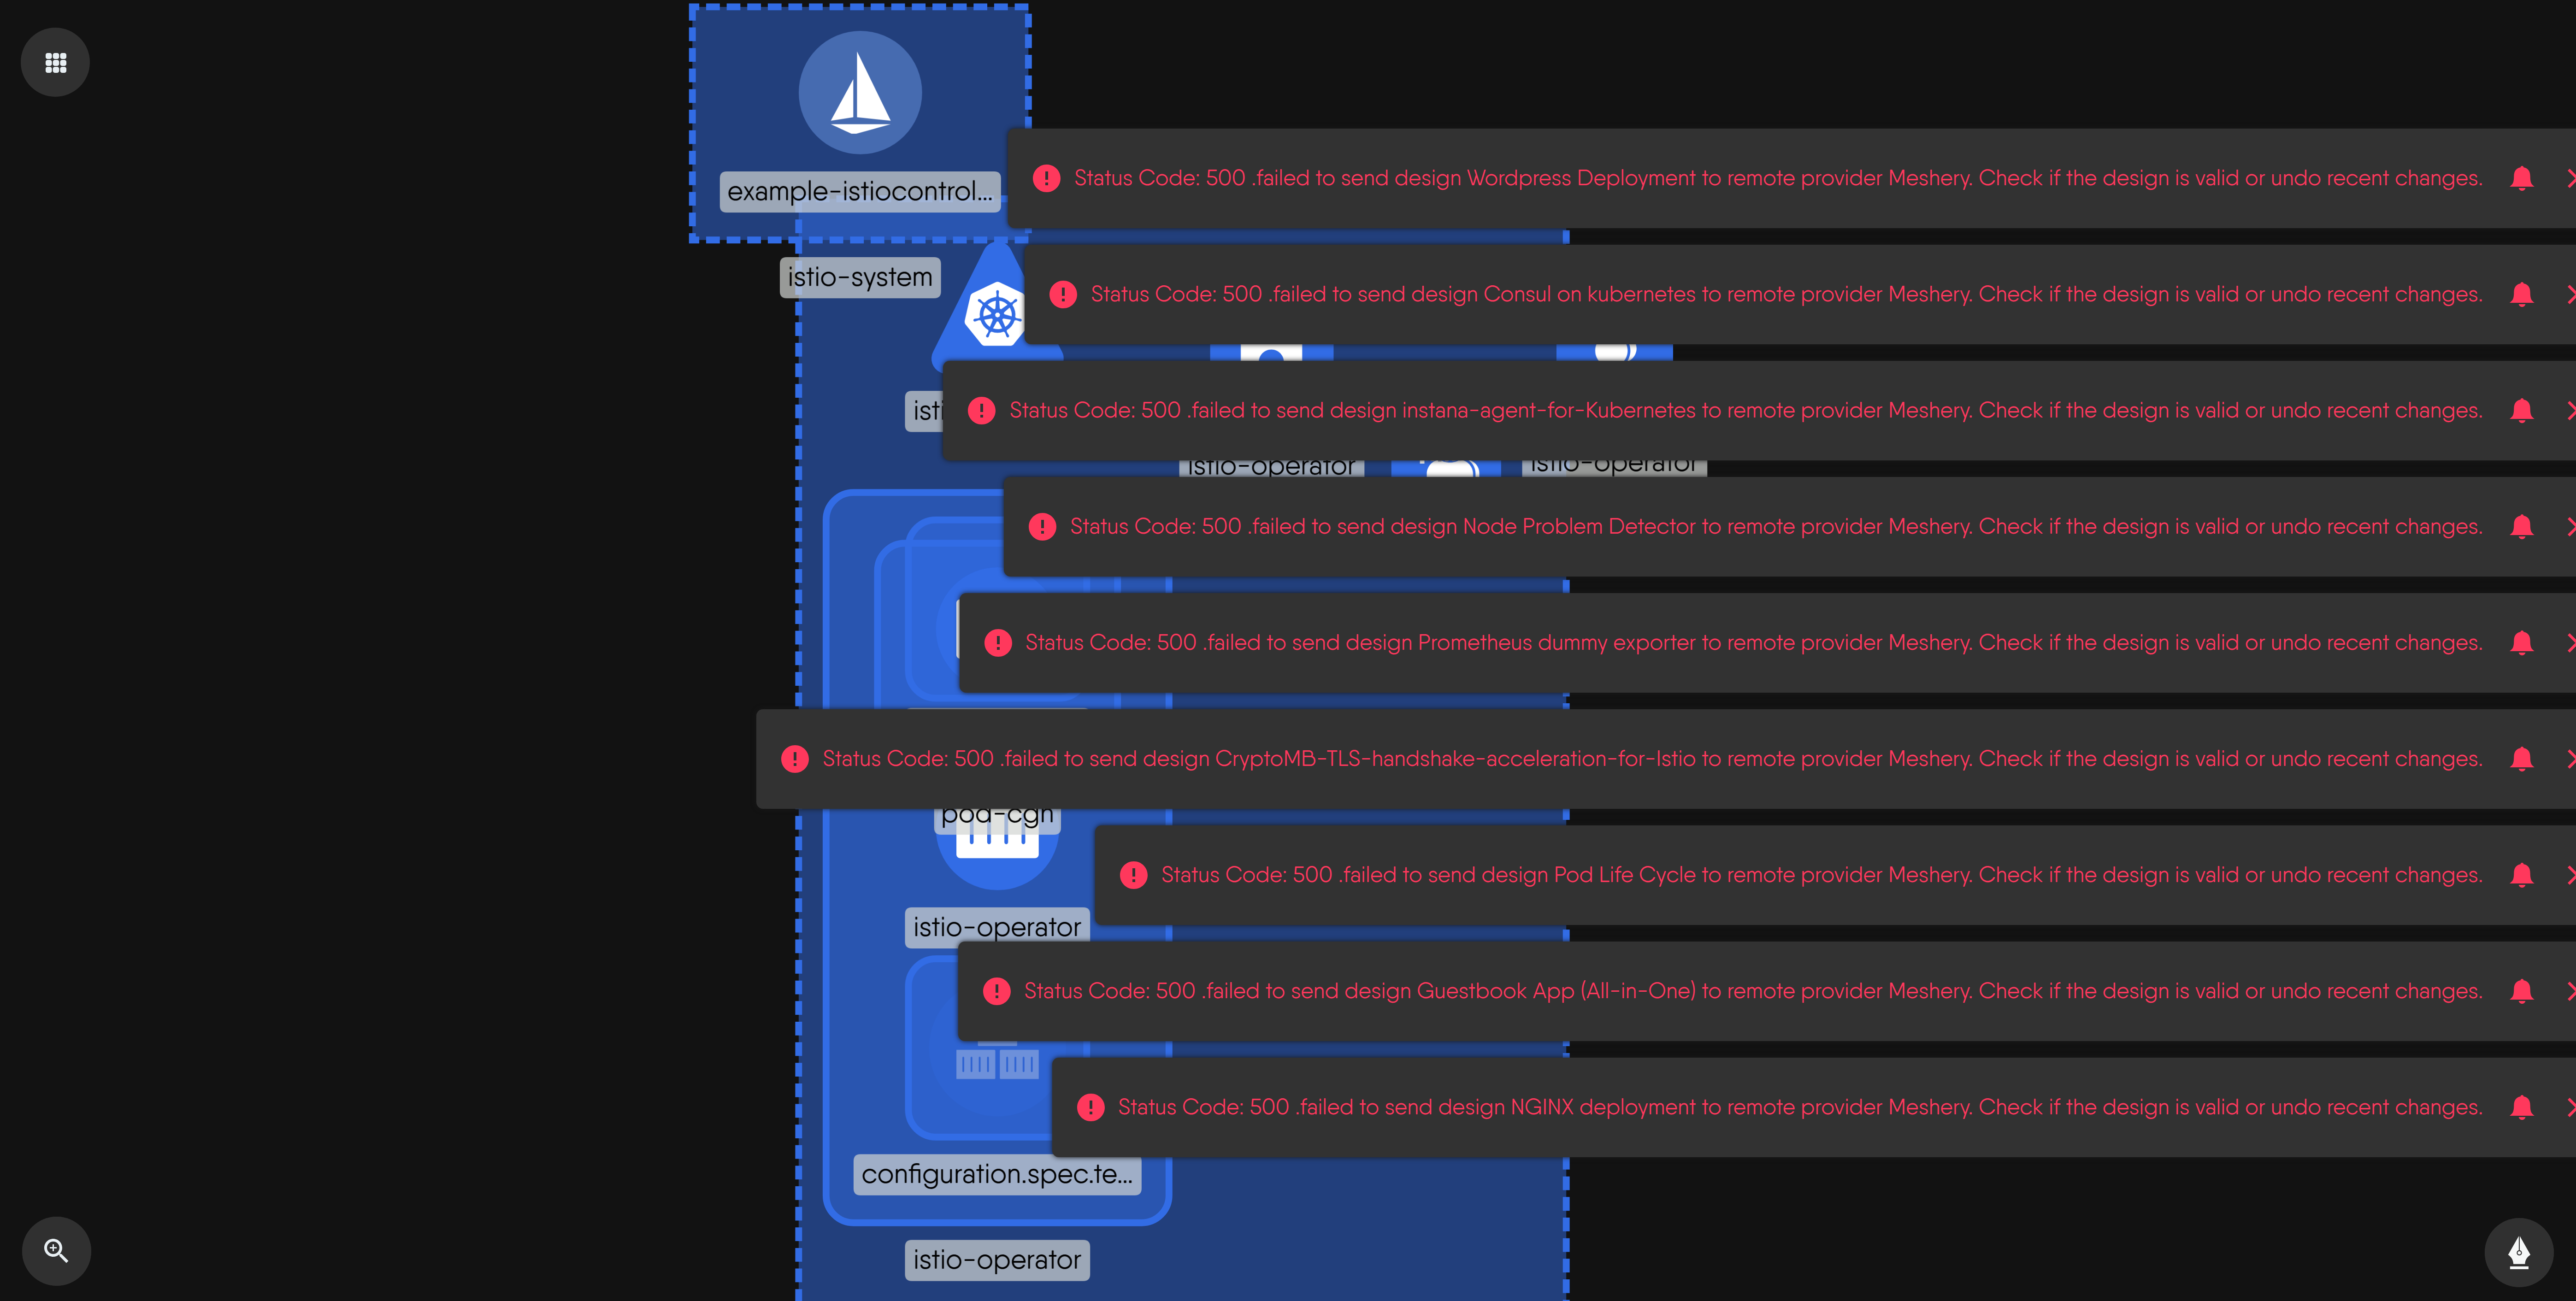 example-istiocontrol...
Status Code: 500 .failed to send design Wordpress Deployment to remote provider Meshery. Check if the design is valid or undo recent changes.
istio-system
Status Code: 500 .failed to send design Consul on kubernetes to remote provider Meshery. Check if the design is valid or undo recent changes.
isti
Status Code: 500 .failed to send design instana-agent-for-Kubernetes to remote provider Meshery. Check if the design is valid or undo recent changes.
istio-operator
istio-operator
Status Code: 500 .failed to send design Node Problem Detector to remote provider Meshery. Check if the design is valid or undo recent changes.
Status Code: 500 .failed to send design Prometheus dummy exporter to remote provider Meshery. Check if the design is valid or undo recent changes.
Status Code: 500 .failed to send design CryptoMB-TLS-handshake-acceleration-for-Istio to remote provider Meshery. Check if the design is valid or undo recent changes.
pod-cgn
Status Code: 500 .failed to send design Pod Life Cycle to remote provider Meshery. Check if the design is valid or undo recent changes.
istio-operator
Status Code: 500 .failed to send design Guestbook App (All-in-One) to remote provider Meshery. Check if the design is valid or undo recent changes.
Status Code: 500 .failed to send design NGINX deployment to remote provider Meshery. Check if the design is valid or undo recent changes.
configuration.spec.te...
istio-operator